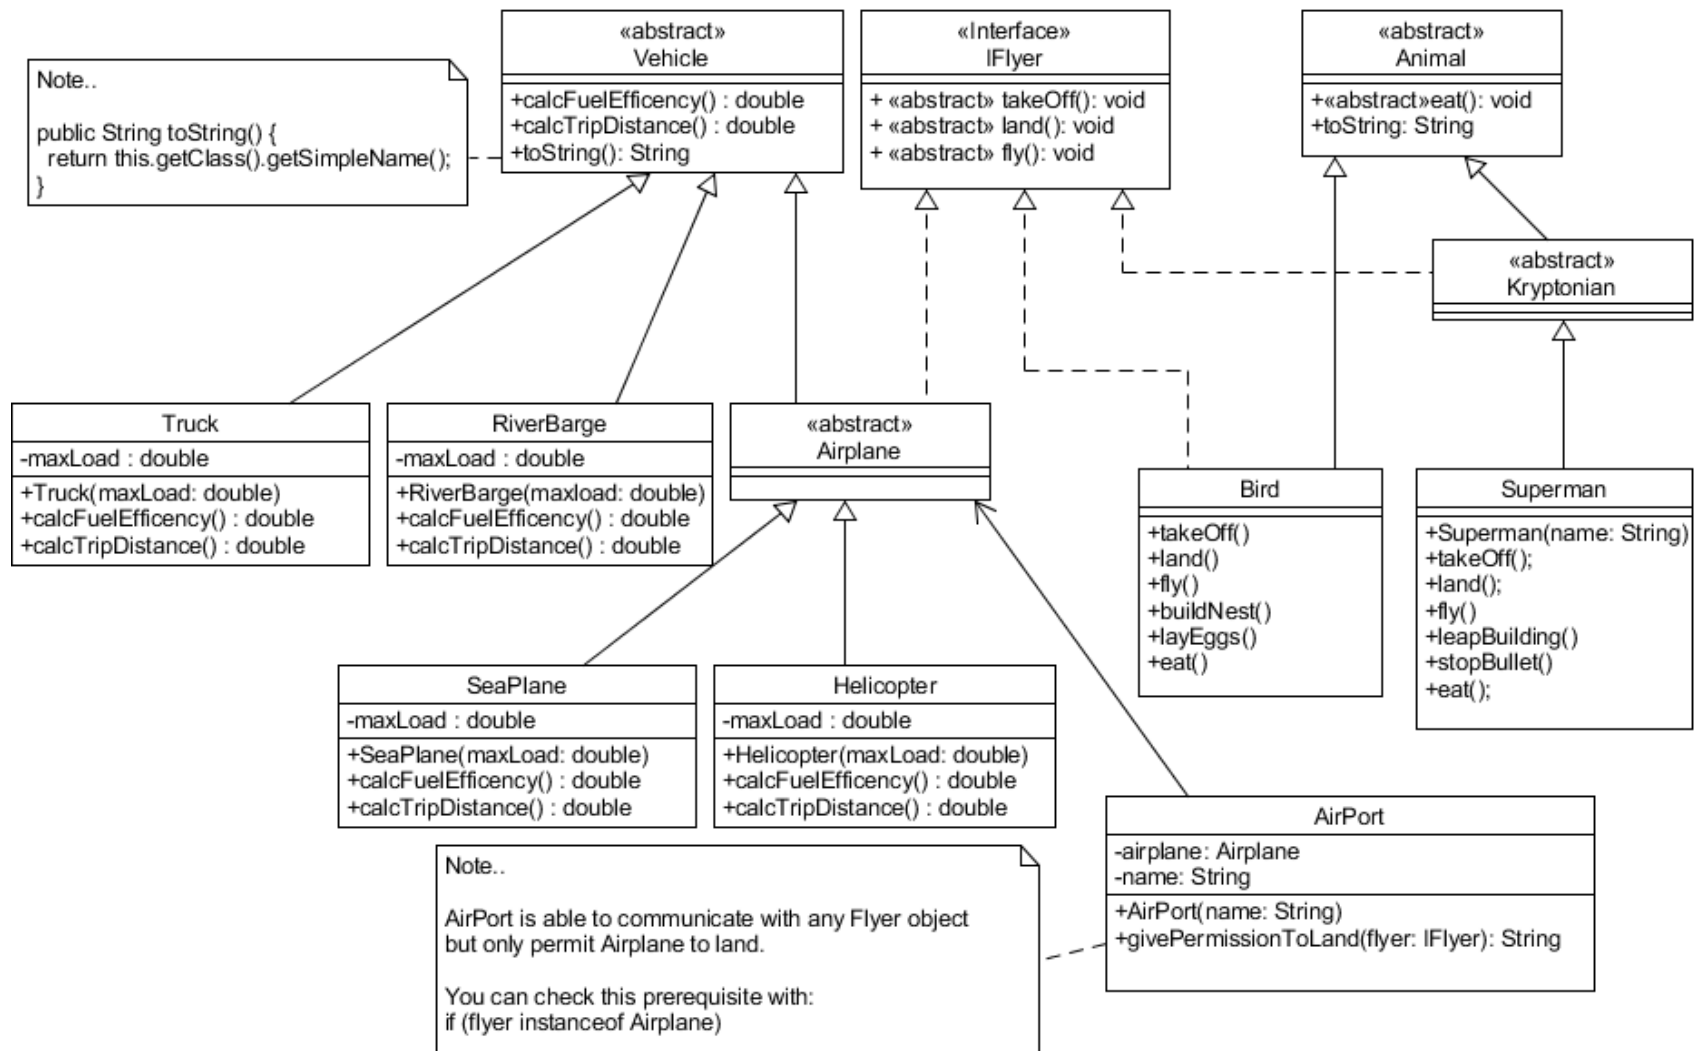 «abstract»
Vehicle
+calcFuelEfficency() : double
+calcTripDistance() : double
+toString(): String
«Interface»
IFlyer
+ «abstract» takeOff(): void
+ «abstract» land(): void
+ «abstract» fly(): void
«abstract»
Animal
+«abstract»eat(): void
+toString: String
Note..
public String toString() {
return this.getClass().getSimpleName();
}
«abstract»
Kryptonian
Truck
-maxLoad : double
+Truck(maxLoad: double)
+calcFuelEfficency() : double
+calcTripDistance() : double
RiverBarge
-maxLoad : double
+RiverBarge(maxload: double)
+calcFuelEfficency() : double
+calcTripDistance() : double
«abstract»
Airplane
Bird
+takeOff()
+land()
+fly()
+buildNest()
+layEggs()
+eat()
Superman
+Superman(name: String)
+takeOff();
+land();
+fly()
+leapBuilding()
+stopBullet()
+eat();
SeaPlane
-maxLoad : double
+SeaPlane(maxLoad: double)
+calcFuelEfficency() : double
+calcTripDistance() : double
Helicopter
-maxLoad : double
+Helicopter(maxLoad: double)
+calcFuelEfficency() : double
+calcTripDistance() : double
AirPort
-airplane: Airplane
-name: String
+AirPort(name: String)
+givePermissionToLand(flyer: IFlyer): String
Note..
AirPort is able to communicate with any Flyer object
but only permit Airplane to land.
You can check this prerequisite with:
if (flyer instanceof Airplane)